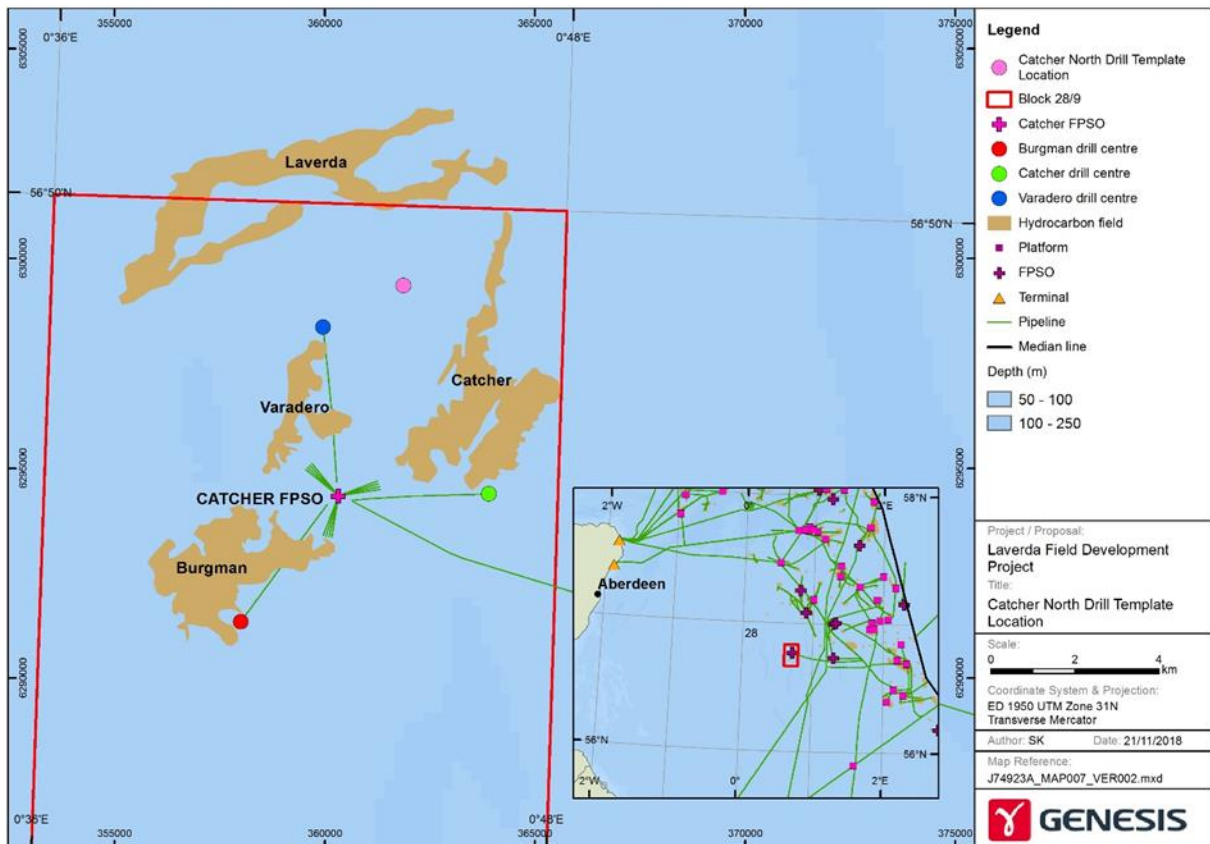 355000 360000 365000 370000 375000
0°36'E 0°48'E
6305000 6305000
Laverda
56°50'N
56°50'N
6300000 6300000
Catcher
Varadero
6295000 6295000
CATCHER FPSO
Burgman
6290000 6290000
0°36'E 0°48'E
355000 360000 365000 370000 375000
2°W 0° 2°E 58°N
Aberdeen
28
56°N 56°N
2°W 0° 2°E
Legend
Catcher North Drill Template
Location
Block 28/9
Catcher FPSO
Burgman drill centre
Catcher drill centre
Varadero drill centre
Hydrocarbon field
Platform
FPSO
Terminal
Pipeline
Median line
Depth (m)
50 - 100
100 - 250
Project / Proposal:
Laverda Field Development
Project
Title:
Catcher North Drill Template
Location
Scale:
0 2 4
km
Coordinate System & Projection:
ED 1950 UTM Zone 31N
Transverse Mercator
Author: SK Date: 21/11/2018
Map Reference:
J74923A_MAP007_VER002.mxd
GENESIS